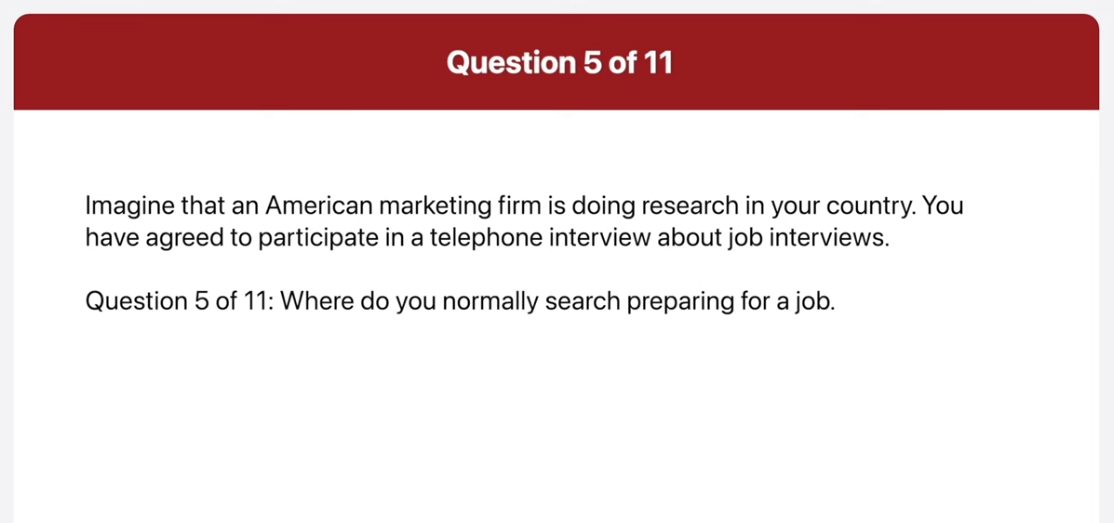 Question 5 of 11
Imagine that an American marketing firm is doing research in your country. You
have agreed to participate in a telephone interview about job interviews.
Question 5 of 11: Where do you normally search preparing for a job.